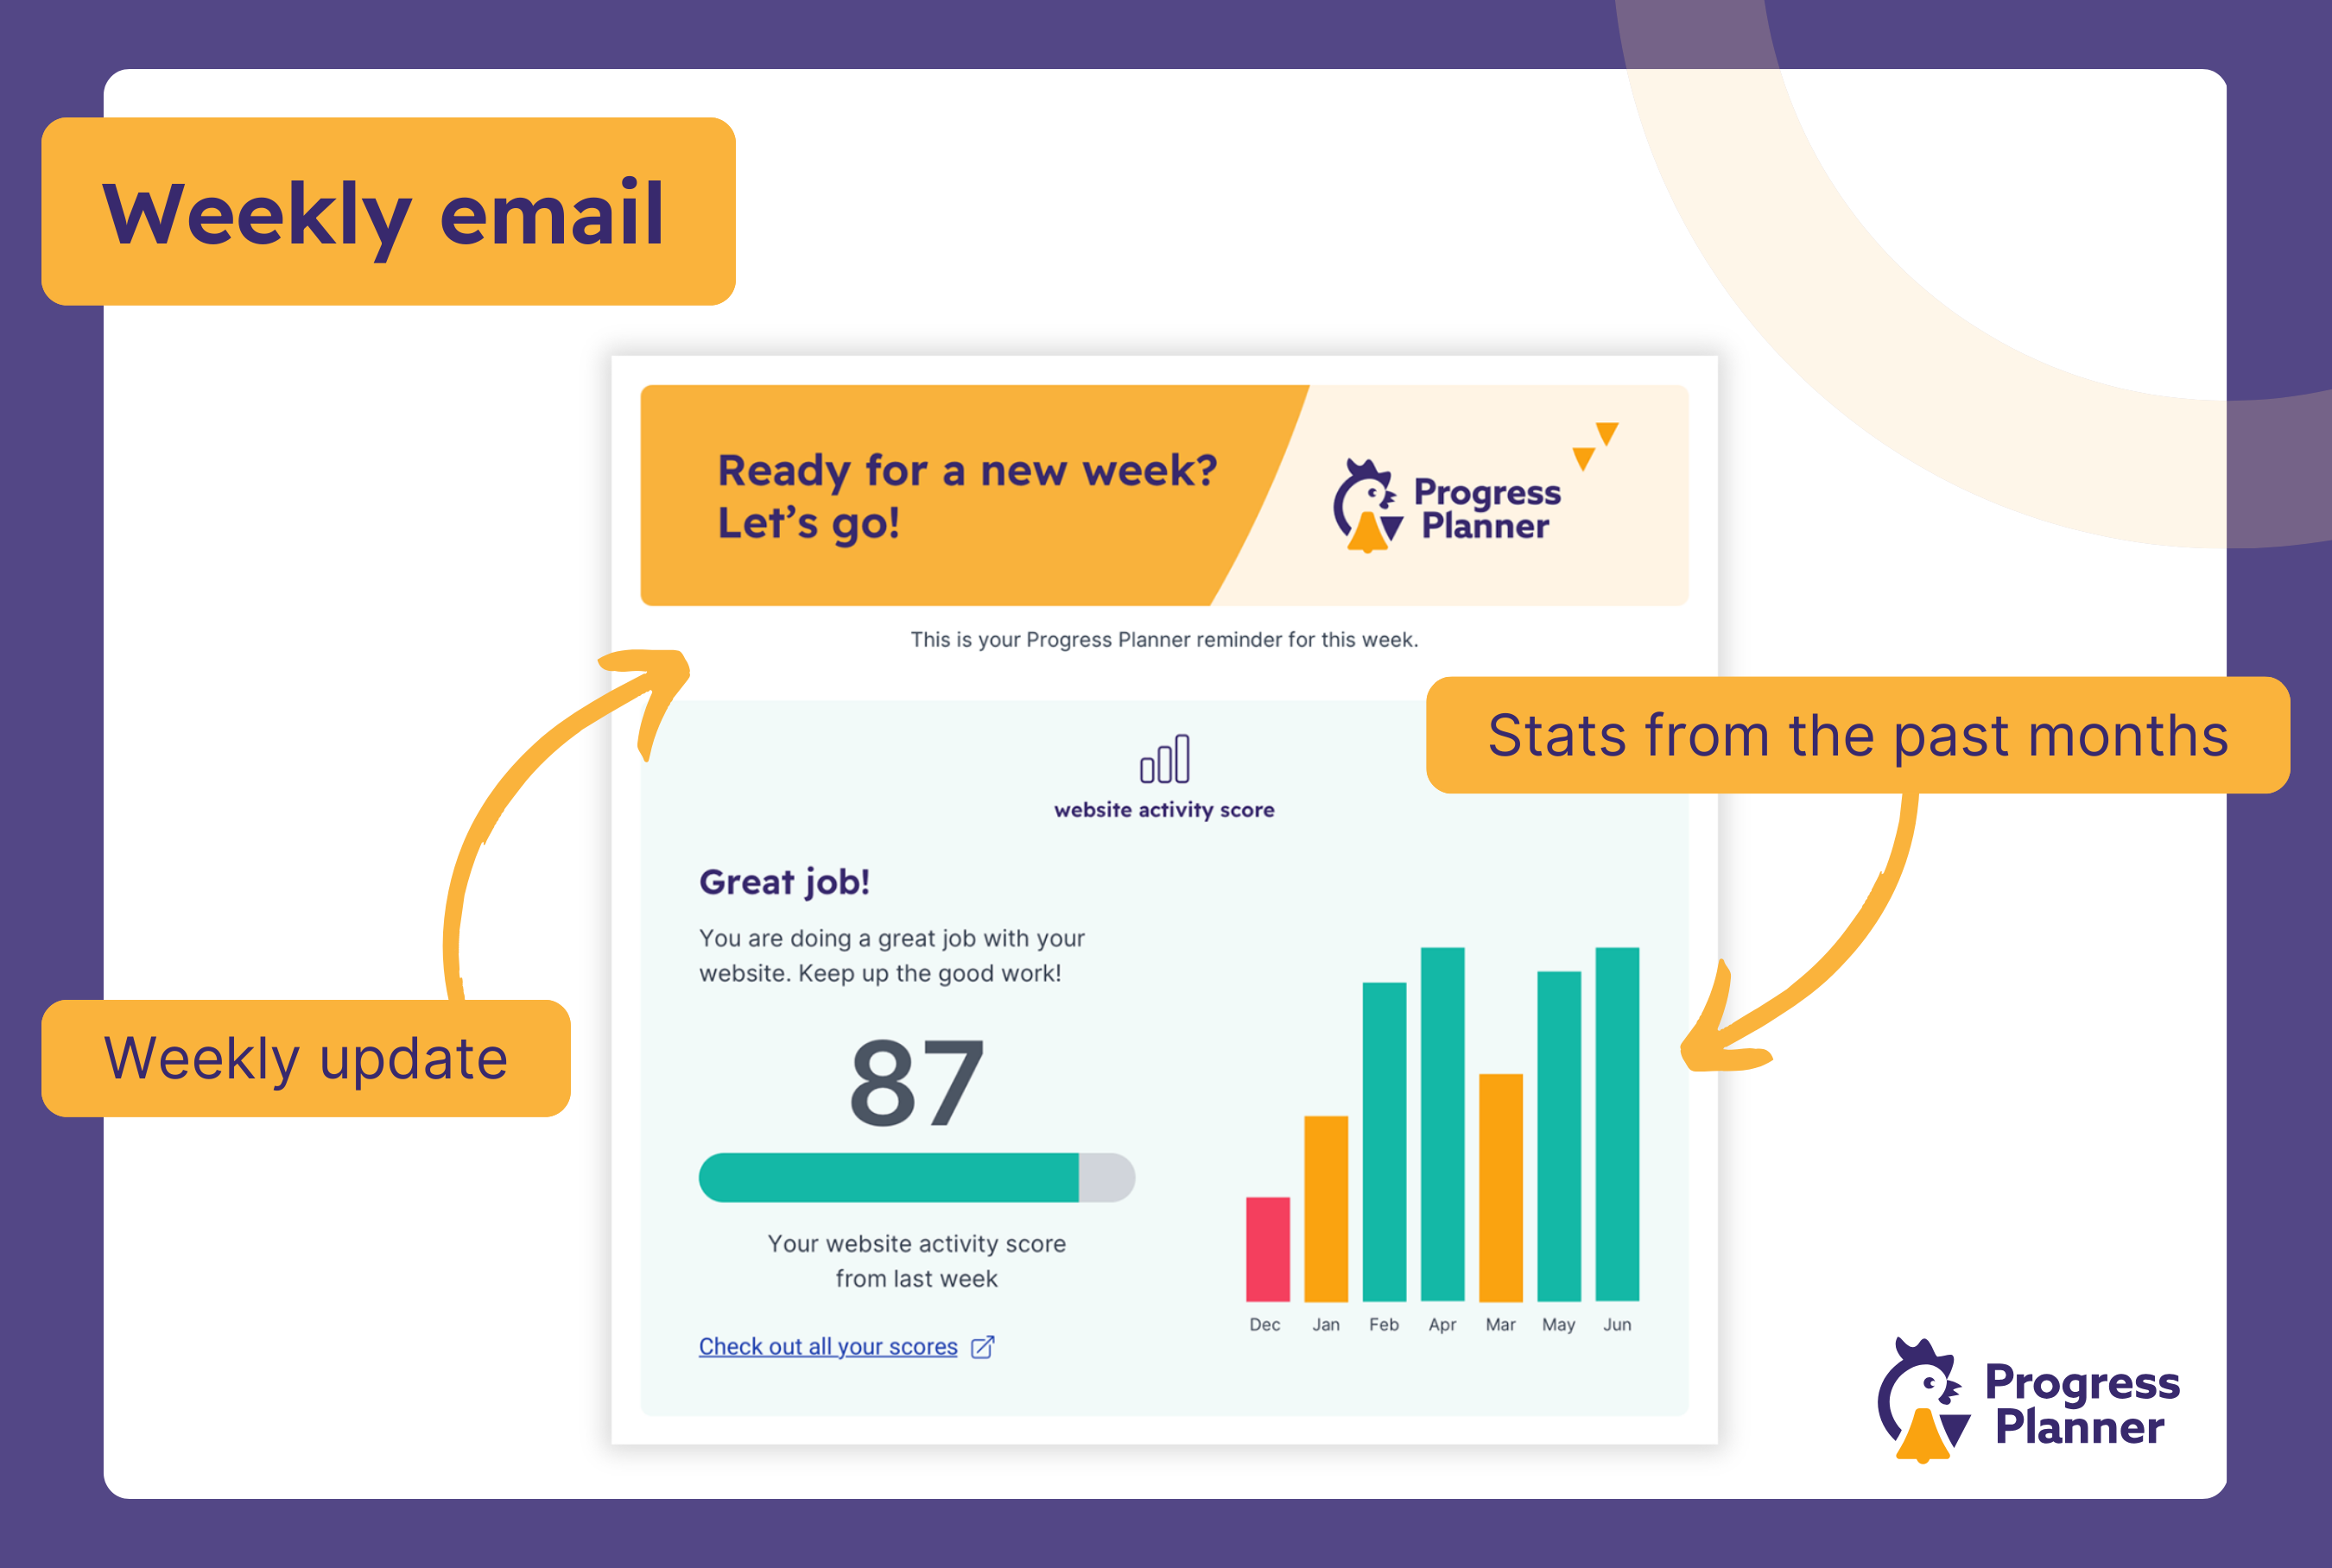 Weekly email
Ready for a new week?
Let's go!
Progress
Planner
This is your Progress Planner reminder for this week.
Stats from the past months
website activity score
Great job!
You are doing a great job with your
website. Keep up the good work!
Weekly update
87
Your website activity score
from last week
Check out all your scores
Dec Jan Feb Apr Mar May Jun
Progress
Planner